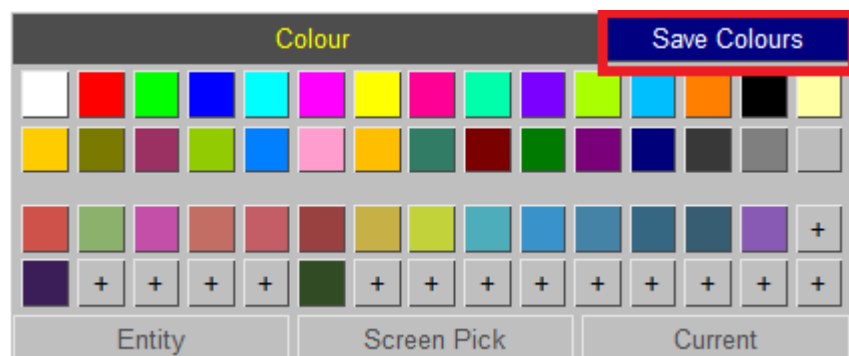 Colour Save Colours
+
+ + + + + + + + + + + + +
Entity Screen Pick Current